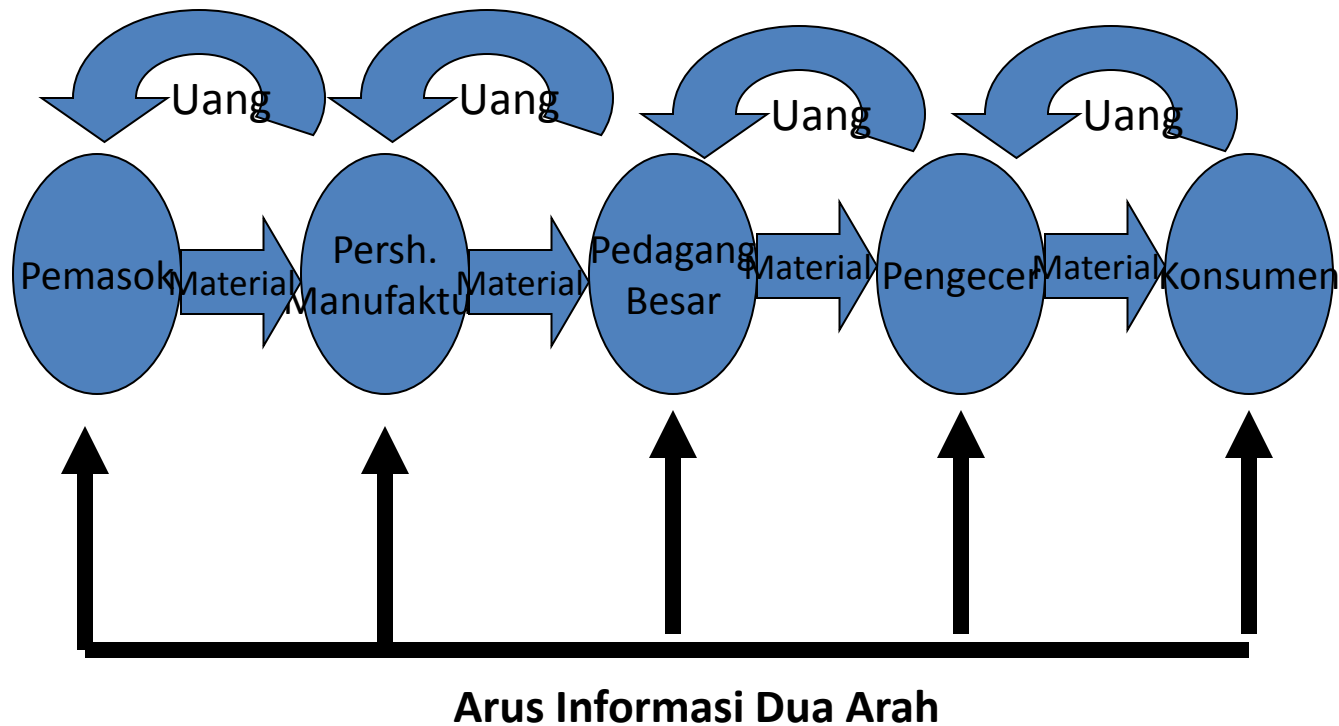 Uang
Uang
Uang
Uang
Pemasok
Material
Persh.
Manufaktu
Material
Pedagang
Besar
Material
Pengecer
Material
Konsumen
Arus Informasi Dua Arah